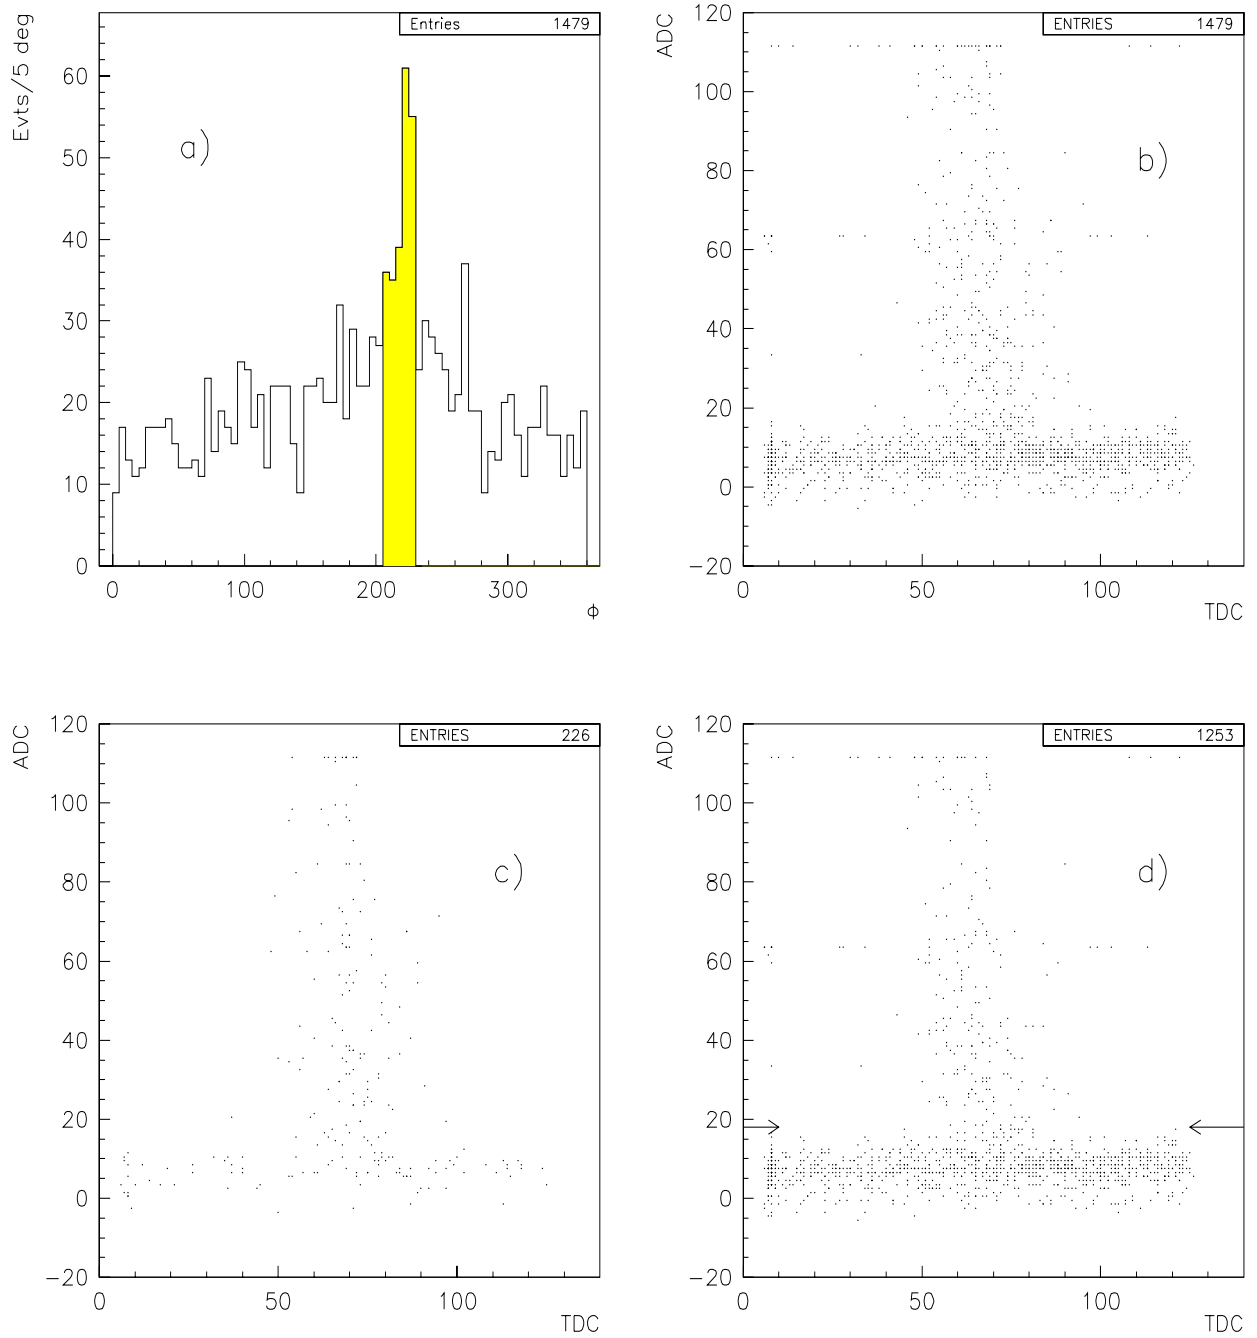 Evts/5 deg
Entries 1479
a)
60
50
40
30
20
10
0
0 100 200 300
ϕ
ADC
ENTRIES 1479
b)
120
100
80
60
40
20
0
−20
0 50 100
TDC
ADC
ENTRIES 226
c)
120
100
80
60
40
20
0
−20
0 50 100
TDC
ADC
ENTRIES 1253
d)
120
100
80
60
40
20
0
−20
0 50 100
TDC